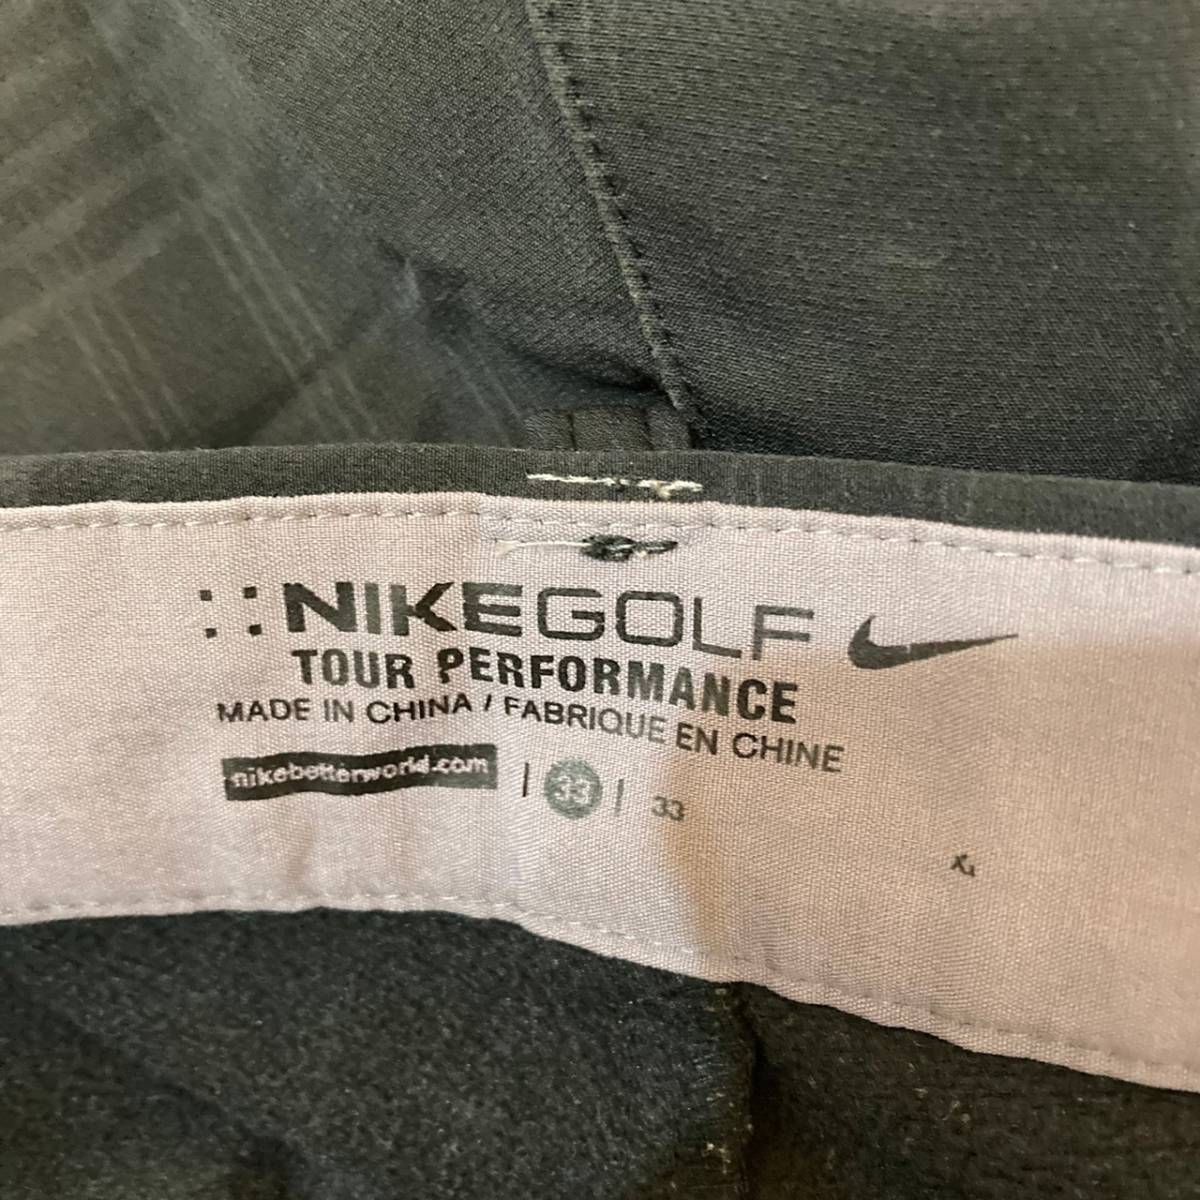 NIKEGOLF
TOUR PERFORMANCE
MADE IN CHINA / FABRIQUE EN CHINE
nikebetterworld.com | 33 | 33